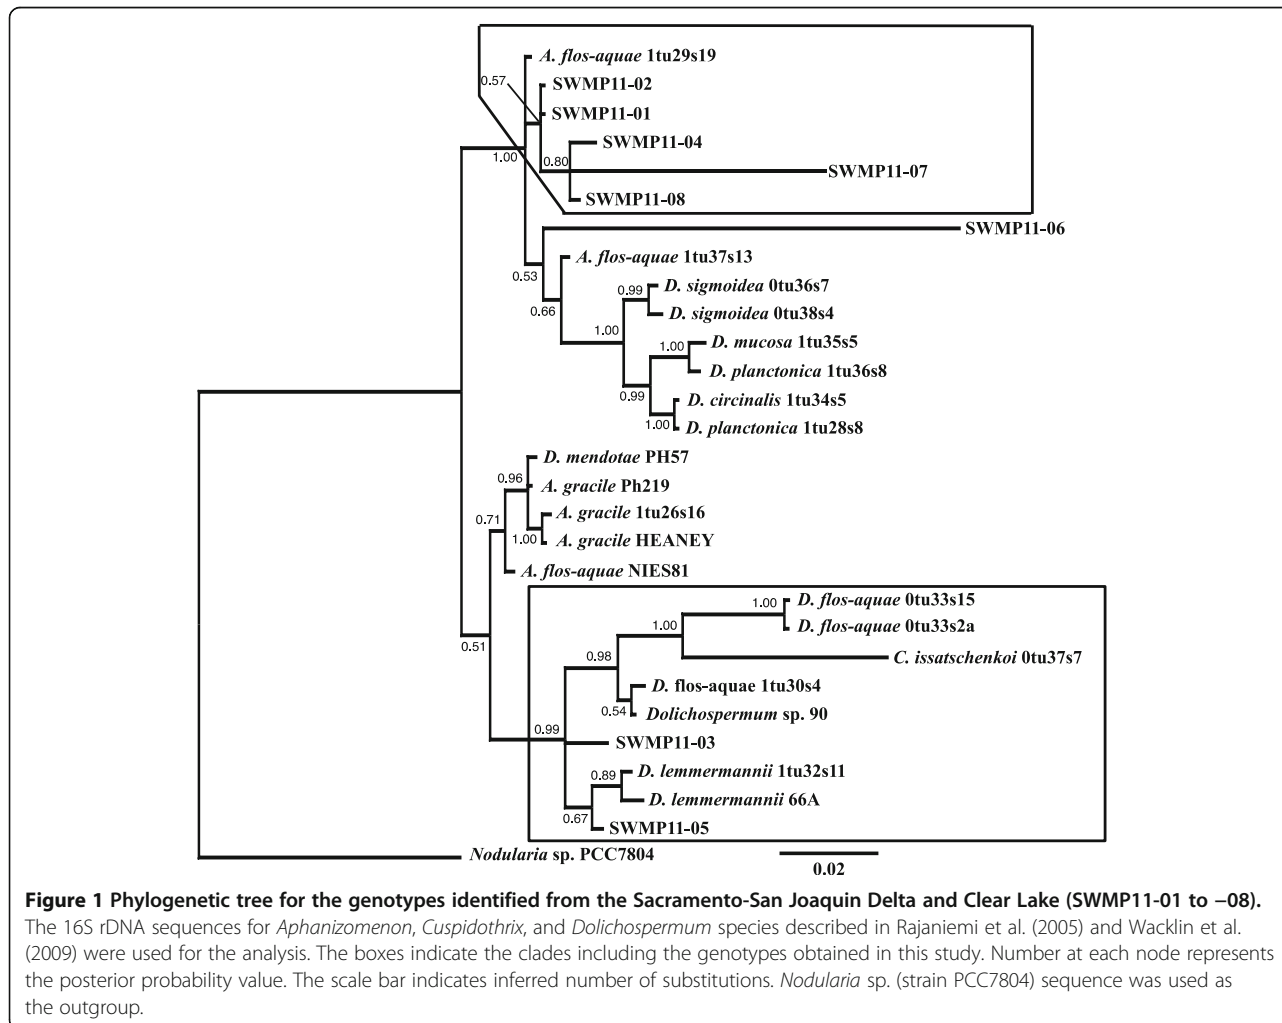 A. flos-aquae 1tu29s19
0.57
SWMP11-02
SWMP11-01
SWMP11-04
1.00
0.80
SWMP11-07
SWMP11-08
SWMP11-06
A. flos-aquae 1tu37s13
0.53
0.99
D. sigmoidea 0tu36s7
0.66
D. sigmoidea 0tu38s4
1.00
1.00
D. mucosa 1tu35s5
D. planctonica 1tu36s8
0.99
D. circinalis 1tu34s5
1.00
D. planctonica 1tu28s8
D. mendotae PH57
0.96
A. gracile Ph219
0.71
A. gracile 1tu26s16
1.00
A. gracile HEANEY
A. flos-aquae NIES81
1.00
D. flos-aquae 0tu33s15
1.00
D. flos-aquae 0tu33s2a
0.51
0.98
C. issatschenkoi 0tu37s7
D. flos-aquae 1tu30s4
0.54
Dolichospermum sp. 90
0.99
SWMP11-03
0.89
D. lemmermannii 1tu32s11
D. lemmermannii 66A
0.67
SWMP11-05
Nodularia sp. PCC7804
0.02
Figure 1 Phylogenetic tree for the genotypes identified from the Sacramento-San Joaquin Delta and Clear Lake (SWMP11-01 to −08).
The 16S rDNA sequences for Aphanizomenon, Cuspidothrix, and Dolichospermum species described in Rajaniemi et al. (2005) and Wacklin et al.
(2009) were used for the analysis. The boxes indicate the clades including the genotypes obtained in this study. Number at each node represents
the posterior probability value. The scale bar indicates inferred number of substitutions. Nodularia sp. (strain PCC7804) sequence was used as
the outgroup.